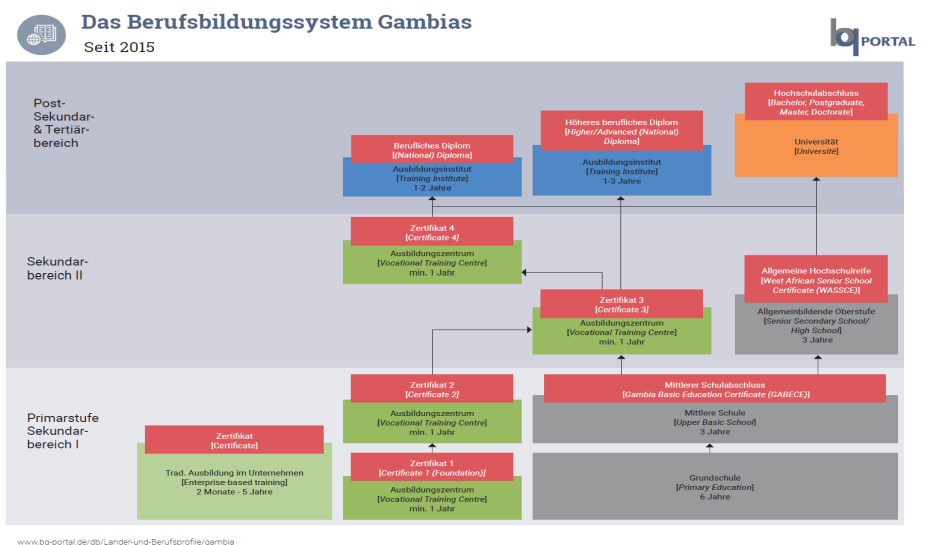 Das Berufsbildungssystem Gambias
Seit 2015
bq PORTAL
Post-
Sekundar-
& Tertiär-
bereich
Berufliches Diplom
[(National) Diploma]
Ausbildungsinstitut
[Training Institute]
1-2 Jahre
Höheres berufliches Diplom
[Higher/Advanced (National)
Diploma]
Ausbildungsinstitut
[Training Institute]
1-3 Jahre
Hochschulabschluss
[Bachelor, Postgraduate,
Master, Doctorate]
Universität
[Université]
Sekundar-
bereich II
Zertifikat 4
[Certificate 4]
Ausbildungszentrum
[Vocational Training Centre]
min. 1 Jahr
Zertifikat 3
[Certificate 3]
Ausbildungszentrum
[Vocational Training Centre]
min. 1 Jahr
Allgemeine Hochschulreife
[West African Senior School
Certificate (WASSCE)]
Allgemeinbildende Oberstufe
[Senior Secondary School/
High School]
3 Jahre
Primarstufe
Sekundar-
bereich I
Zertifikat
[Certificate]
Trad. Ausbildung im Unternehmen
[Enterprise-based training]
2 Monate - 5 Jahre
Zertifikat 2
[Certificate 2]
Ausbildungszentrum
[Vocational Training Centre]
min. 1 Jahr
Zertifikat 1
[Certificate 1 (Foundation)]
Ausbildungszentrum
[Vocational Training Centre]
min. 1 Jahr
Mittlerer Schulabschluss
[Gambia Basic Education Certificate (GABECE)]
Mittlere Schule
[Upper Basic School]
3 Jahre
Grundschule
[Primary Education]
6 Jahre
www.bq-portal.de/db/Länder-und-Berufsprofile/gambia